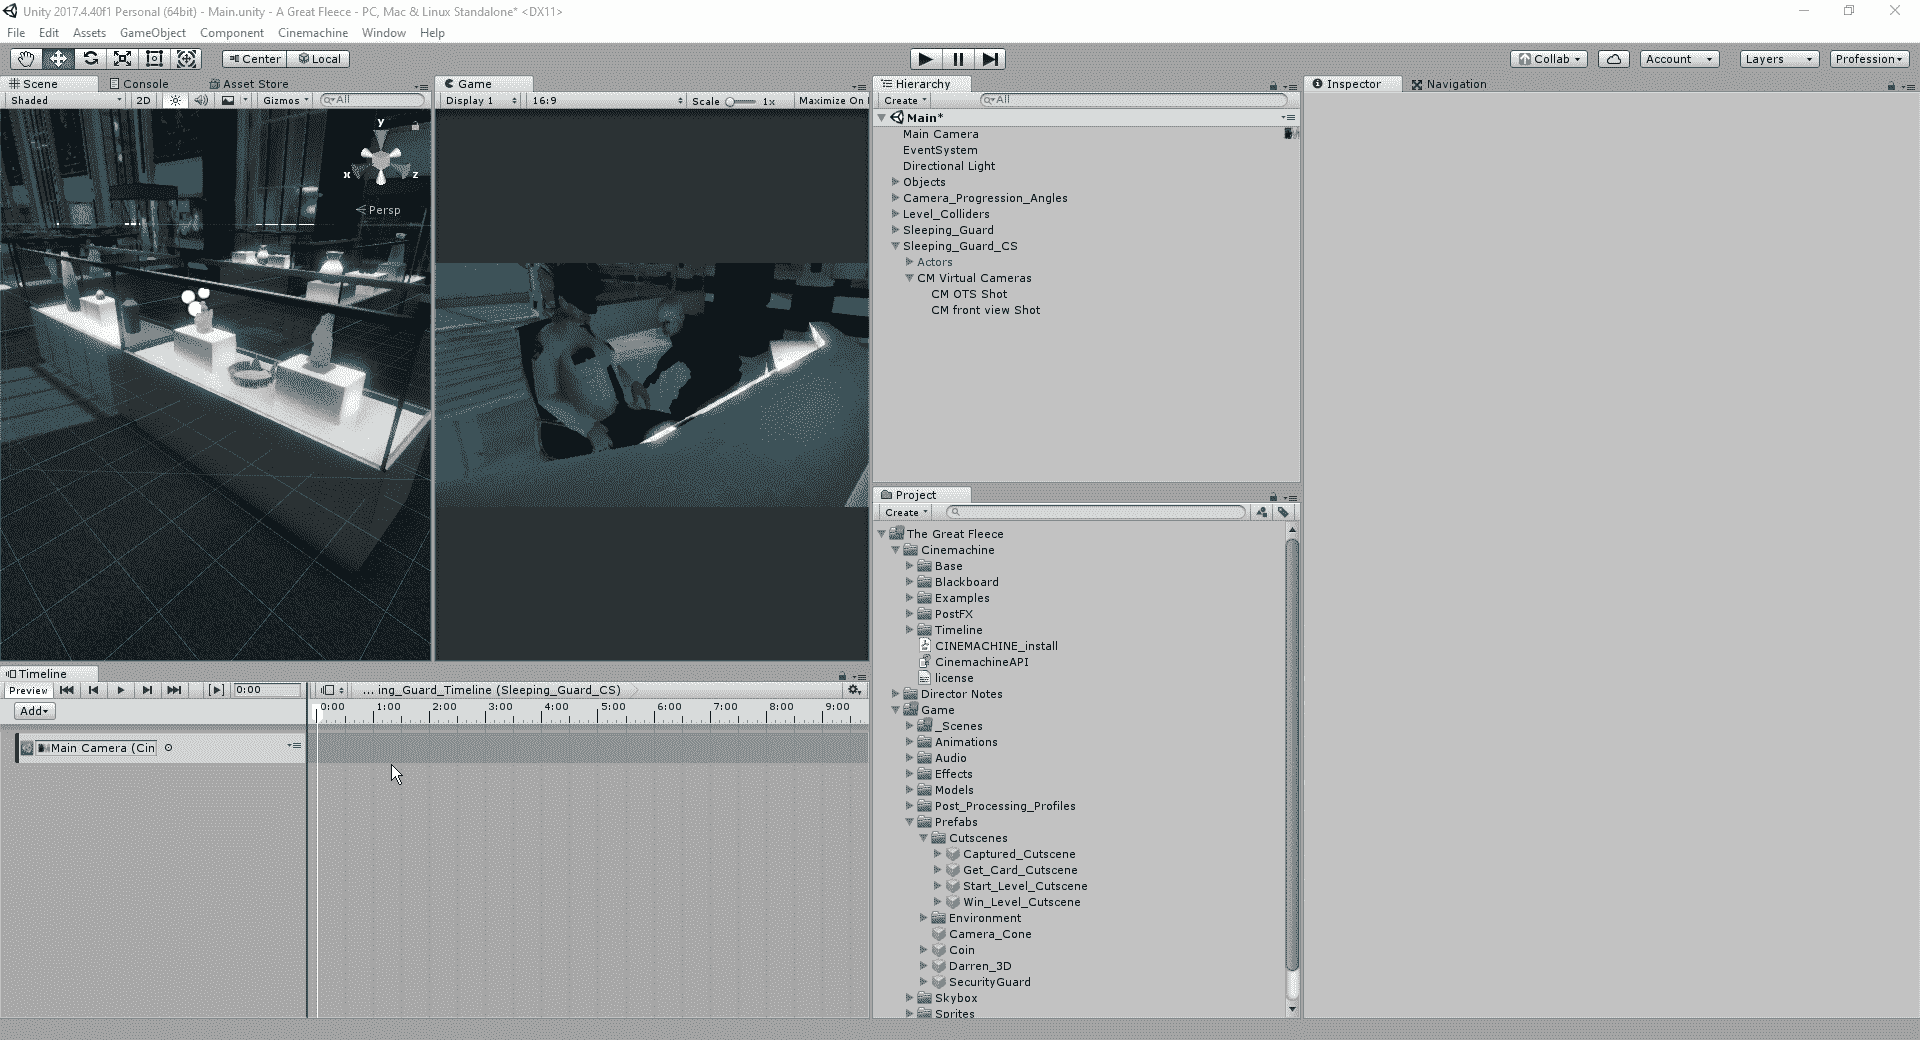 Unity 2017.4.40f1 Personal (64bit) - Main.unity - A Great Fleece - PC, Mac & Linux Standalone* <DX11>
File Edit Assets GameObject Component Cinemachine Window Help
Center Local Collab Account Layers Profession
Scene Console Asset Store
Shaded 2D Gizmos All
y
x z
Persp
Game
Display 1 16:9 Scale 1x Maximize On
Hierarchy
Create All
Main*
Main Camera
EventSystem
Directional Light
Objects
Camera_Progression_Angles
Level_Colliders
Sleeping_Guard
Sleeping_Guard_CS
Actors
CM Virtual Cameras
CM OTS Shot
CM front view Shot
Inspector Navigation
Project
Create
The Great Fleece
Cinemachine
Base
Blackboard
Examples
PostFX
Timeline
CINEMACHINE_install
CinemachineAPI
license
Director Notes
Game
_Scenes
Animations
Audio
Effects
Models
Post_Processing_Profiles
Prefabs
Cutscenes
Captured_Cutscene
Get_Card_Cutscene
Start_Level_Cutscene
Win_Level_Cutscene
Environment
Camera_Cone
Coin
Darren_3D
SecurityGuard
Skybox
Sprites
Timeline
Preview 0:00 ... ing_Guard_Timeline (Sleeping_Guard_CS)
Add 0:00 1:00 2:00 3:00 4:00 5:00 6:00 7:00 8:00 9:00
Main Camera (Cin